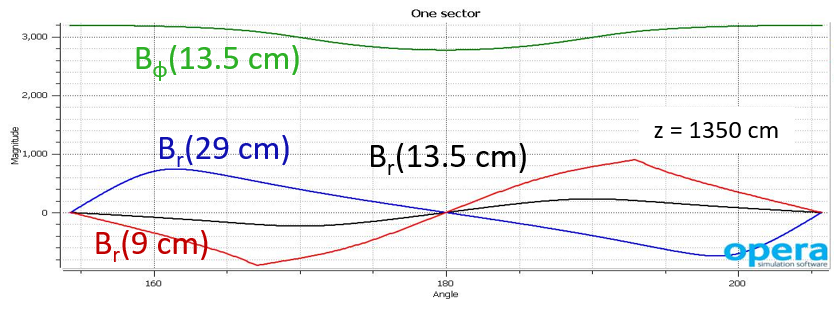 One sector
3,000
2,000
1,000
0
Magnitude
Bϕ(13.5 cm)
z = 1350 cm
Br(29 cm)
Br(13.5 cm)
Br(9 cm)
opera
simulation software
160
180
200
Angle